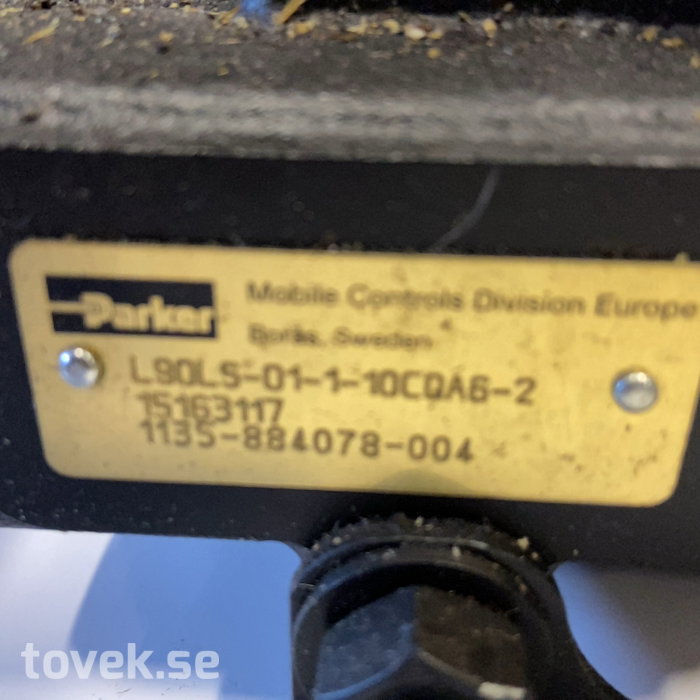 Parker
Mobile Controls Division Europe
Borås, Sweden
L90LS-01-1-10CQA6-2
15163117
1135-884078-004
tovek.se